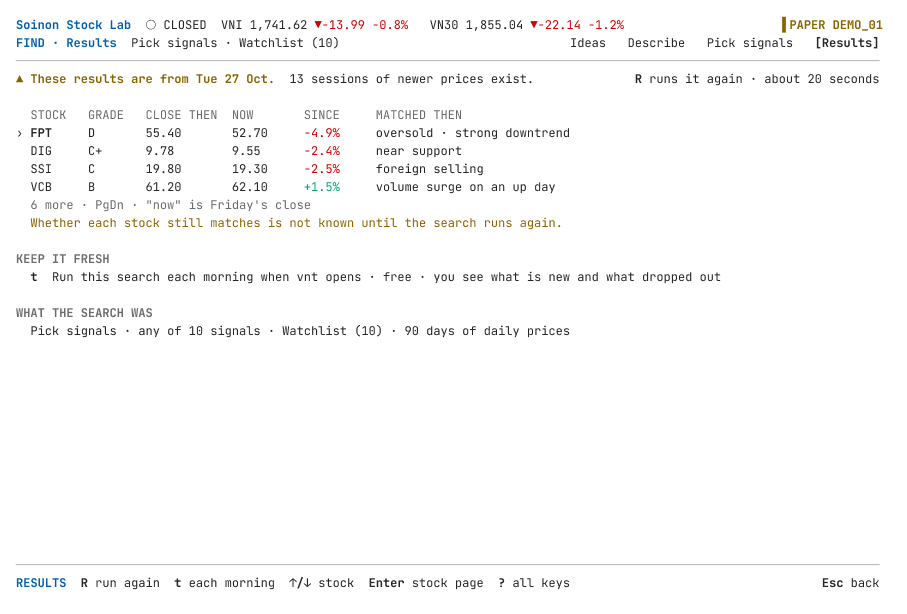 Soinon Stock Lab  ○ CLOSED  VNI 1,741.62 ▼-13.99 -0.8%  VN30 1,855.04 ▼-22.14 -1.2%  PAPER DEMO_01
FIND · Results  Pick signals · Watchlist (10)  Ideas  Describe  Pick signals  [Results]
▲ These results are from Tue 27 Oct.  13 sessions of newer prices exist.  R runs it again · about 20 seconds
STOCK  GRADE  CLOSE THEN  NOW  SINCE  MATCHED THEN
› FPT  D  55.40  52.70  -4.9%  oversold · strong downtrend
DIG  C+  9.78  9.55  -2.4%  near support
SSI  C  19.80  19.30  -2.5%  foreign selling
VCB  B  61.20  62.10  +1.5%  volume surge on an up day
6 more · PgDn · "now" is Friday's close
Whether each stock still matches is not known until the search runs again.
KEEP IT FRESH
t  Run this search each morning when vnt opens · free · you see what is new and what dropped out
WHAT THE SEARCH WAS
Pick signals · any of 10 signals · Watchlist (10) · 90 days of daily prices
RESULTS  R run again  t each morning  ↑/↓ stock  Enter stock page  ? all keys  Esc back